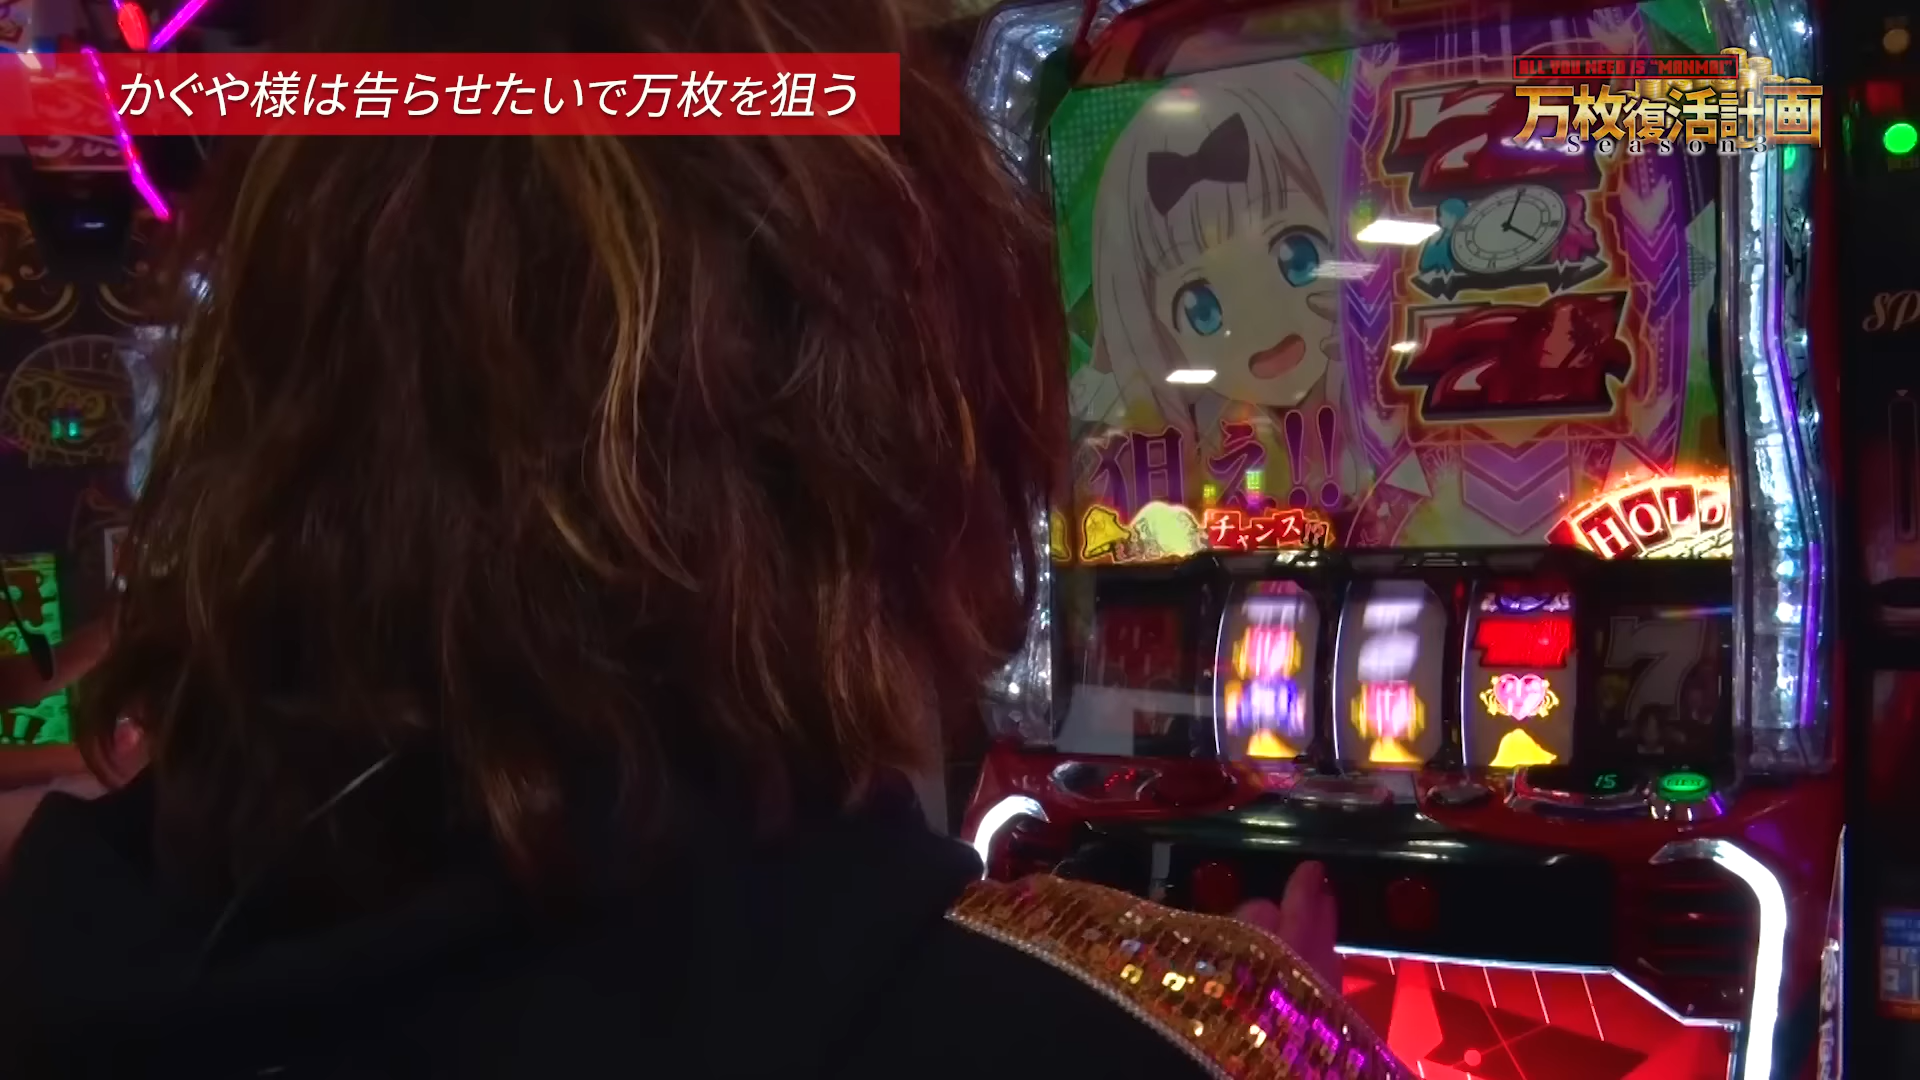 かぐや様は告らせたいで万枚を狙う
ALL YOU NEED IS "MANMAI"
万枚復活計画
Season3
狙え!!
チャンス!?
HOLD
15